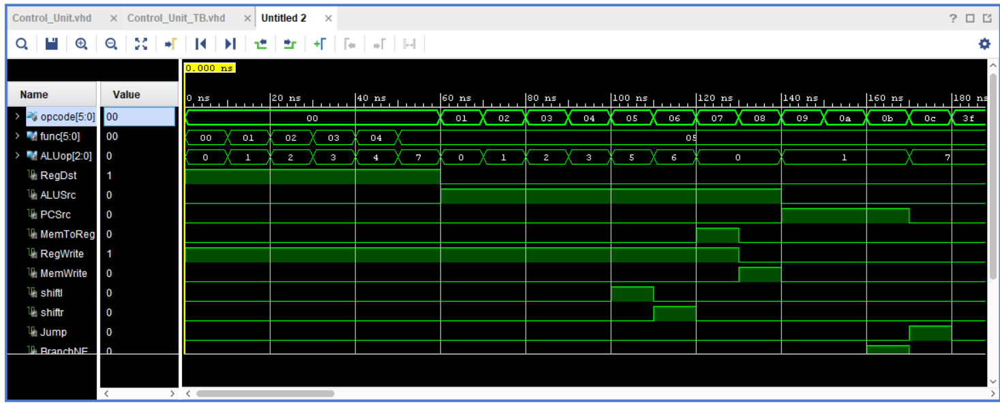 Control_Unit.vhd × Control_Unit_TB.vhd × Untitled 2 ×
0.000 ns
Name Value
0 ns 20 ns 40 ns 60 ns 80 ns 100 ns 120 ns 140 ns 160 ns 180 ns
opcode[5:0] 00 00 01 02 03 04 05 06 07 08 09 0a 0b 0c 3f
func[5:0] 00 00 01 02 03 04 05
ALUop[2:0] 0 0 1 2 3 4 7 0 1 2 3 5 6 0 1 7
RegDst 1
ALUSrc 0
PCSrc 0
MemToReg 0
RegWrite 1
MemWrite 0
shiftl 0
shiftr 0
Jump 0
BranchNE 0